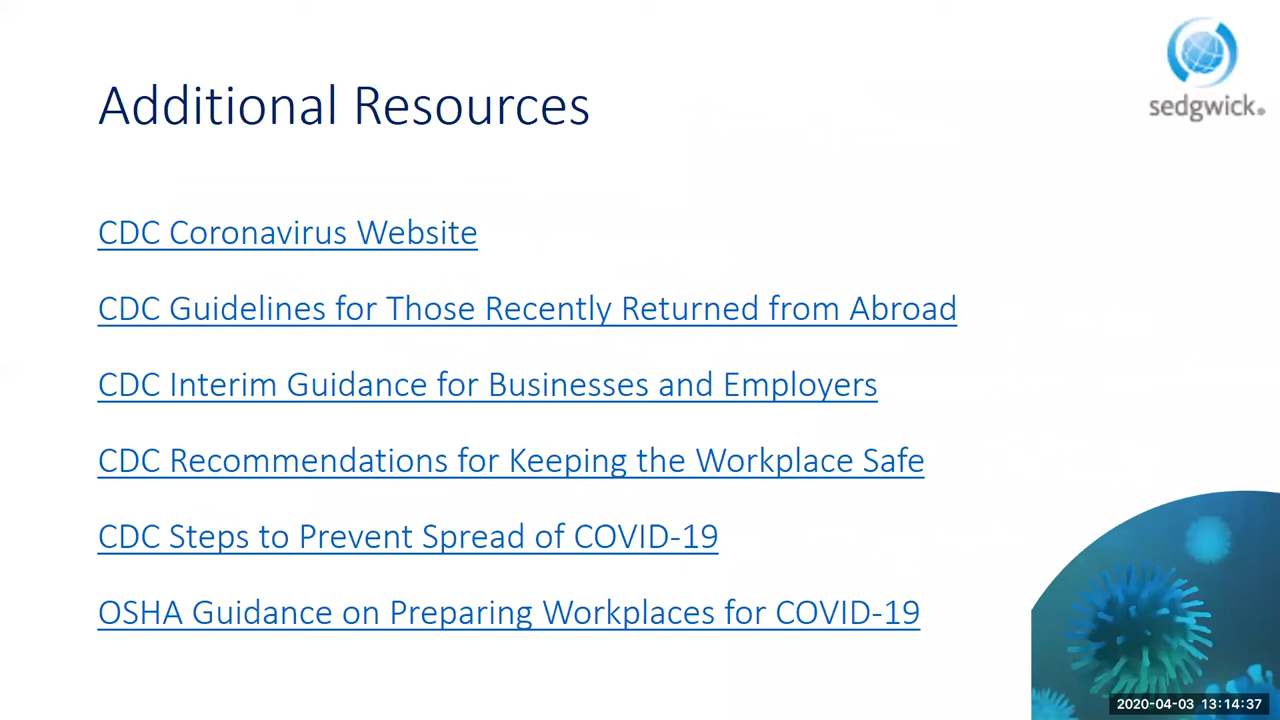 sedgwick®
Additional Resources
CDC Coronavirus Website
CDC Guidelines for Those Recently Returned from Abroad
CDC Interim Guidance for Businesses and Employers
CDC Recommendations for Keeping the Workplace Safe
CDC Steps to Prevent Spread of COVID-19
OSHA Guidance on Preparing Workplaces for COVID-19
2020-04-03 13:14:37